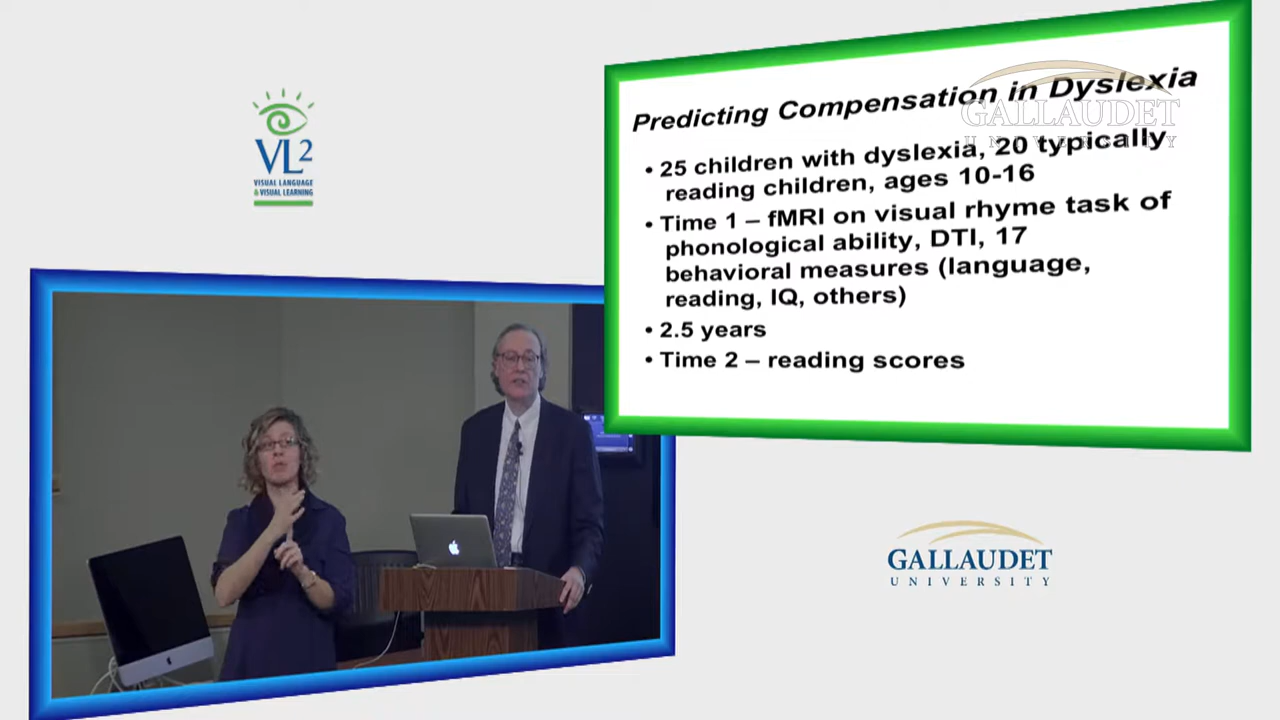 VL2
VISUAL LANGUAGE
& VISUAL LEARNING
Predicting Compensation in Dyslexia
GALLAUDET
UNIVERSITY
• 25 children with dyslexia, 20 typically
reading children, ages 10-16
• Time 1 – fMRI on visual rhyme task of
phonological ability, DTI, 17
behavioral measures (language,
reading, IQ, others)
• 2.5 years
• Time 2 – reading scores
GALLAUDET
UNIVERSITY